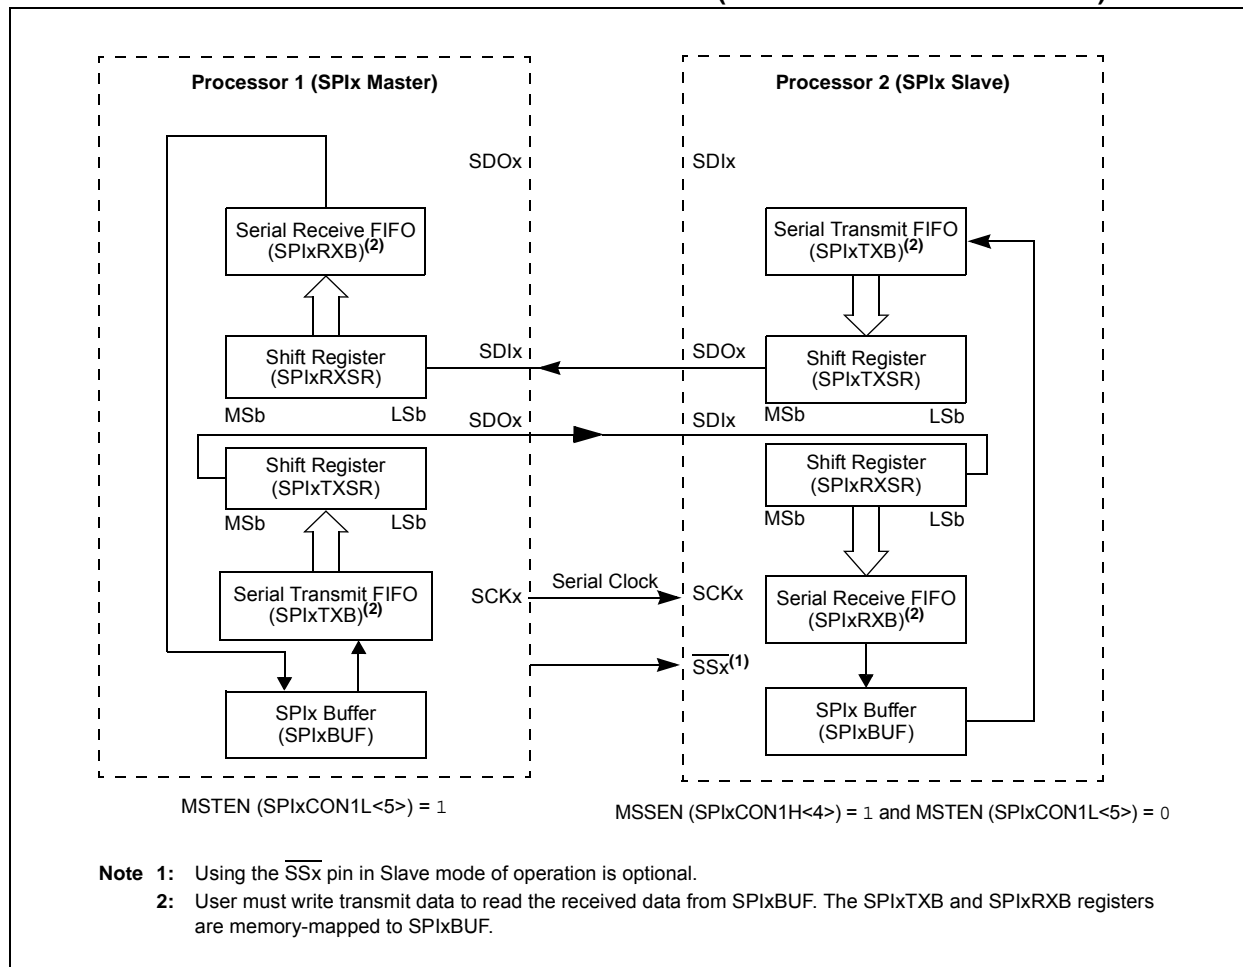 Processor 1 (SPIx Master)
SDOx
Serial Receive FIFO
(SPIxRXB)(2)
Shift Register
(SPIxRXSR)
SDIx
MSb
LSb
SDOx
Shift Register
(SPIxTXSR)
MSb
LSb
Serial Transmit FIFO
(SPIxTXB)(2)
SCKx
Serial Clock
SPIx Buffer
(SPIxBUF)
MSTEN (SPIxCON1L<5>) = 1
Processor 2 (SPIx Slave)
SDIx
Serial Transmit FIFO
(SPIxTXB)(2)
SDOx
Shift Register
(SPIxTXSR)
MSb
LSb
SDIx
Shift Register
(SPIxRXSR)
MSb
LSb
SCKx
Serial Receive FIFO
(SPIxRXB)(2)
SSx(1)
SPIx Buffer
(SPIxBUF)
MSSEN (SPIxCON1H<4>) = 1 and MSTEN (SPIxCON1L<5>) = 0
Note 1: Using the SSx pin in Slave mode of operation is optional.
2: User must write transmit data to read the received data from SPIxBUF. The SPIxTXB and SPIxRXB registers
are memory-mapped to SPIxBUF.